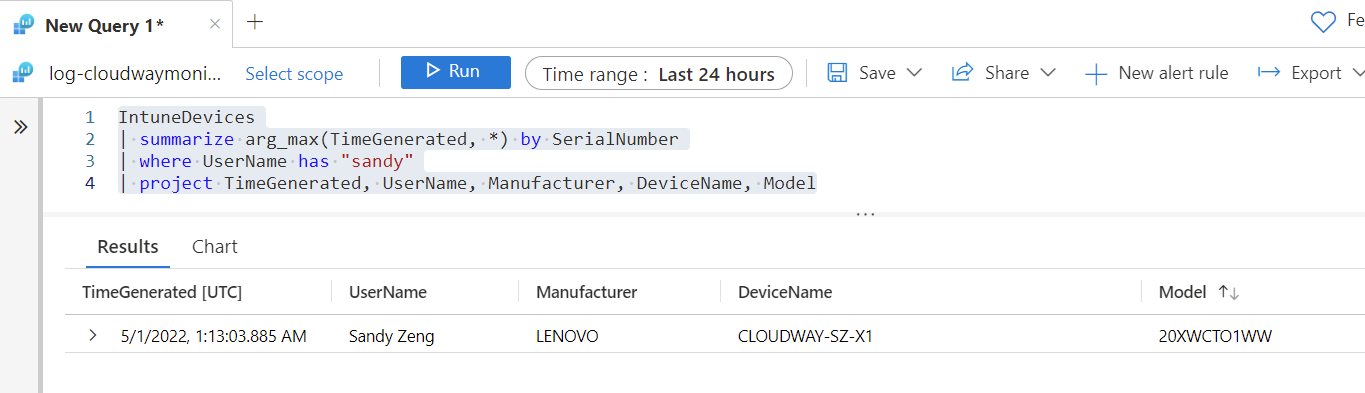 New Query 1*
Fe
log-cloudwaymoni... Select scope Run Time range : Last 24 hours Save Share New alert rule Export
1 IntuneDevices
2 | summarize arg_max(TimeGenerated, *) by SerialNumber
3 | where UserName has "sandy"
4 | project TimeGenerated, UserName, Manufacturer, DeviceName, Model
Results Chart
TimeGenerated [UTC] UserName Manufacturer DeviceName Model
5/1/2022, 1:13:03.885 AM Sandy Zeng LENOVO CLOUDWAY-SZ-X1 20XWCTO1WW